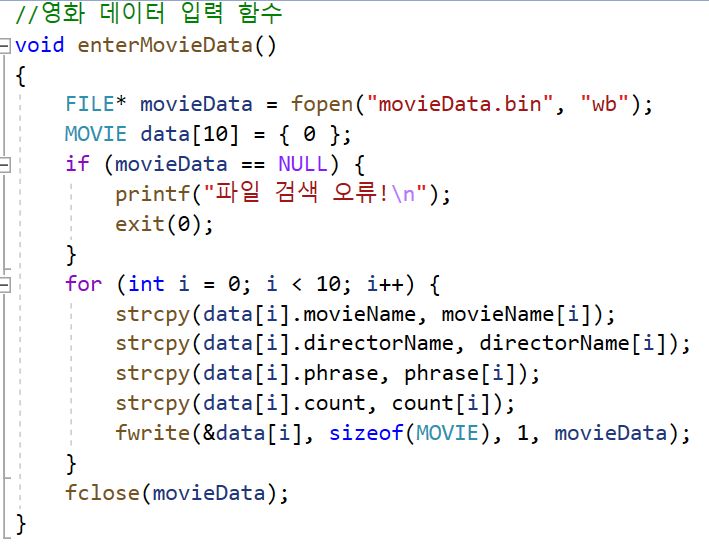 //영화 데이터 입력 함수
void enterMovieData()
{
FILE* movieData = fopen("movieData.bin", "wb");
MOVIE data[10] = { 0 };
if (movieData == NULL) {
printf("파일 검색 오류!\n");
exit(0);
}
for (int i = 0; i < 10; i++) {
strcpy(data[i].movieName, movieName[i]);
strcpy(data[i].directorName, directorName[i]);
strcpy(data[i].phrase, phrase[i]);
strcpy(data[i].count, count[i]);
fwrite(&data[i], sizeof(MOVIE), 1, movieData);
}
fclose(movieData);
}